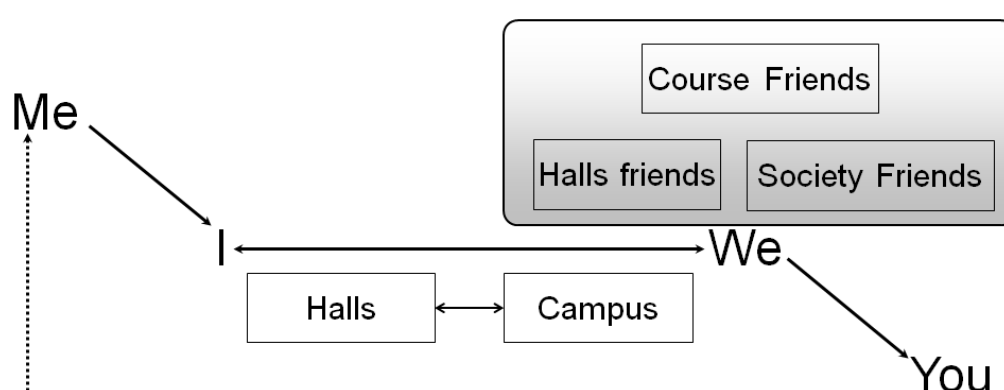 Course Friends
Me
Halls friends
Society Friends
I
We
Halls
Campus
You